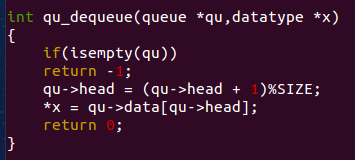 int qu_dequeue(queue *qu,datatype *x)
{
if(isempty(qu))
return -1;
qu->head = (qu->head + 1)%SIZE;
*x = qu->data[qu->head];
return 0;
}